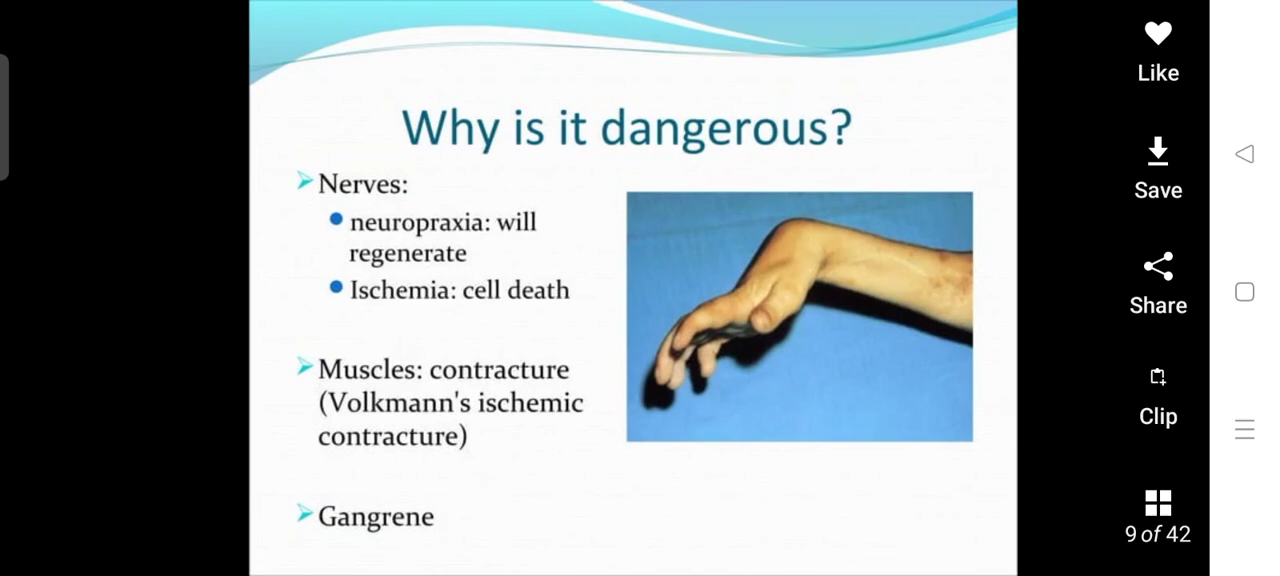 Why is it dangerous?
Nerves:
neuropraxia: will
regenerate
Ischemia: cell death
Muscles: contracture
(Volkmann's ischemic
contracture)
Gangrene
Like
Save
Share
Clip
9 of 42